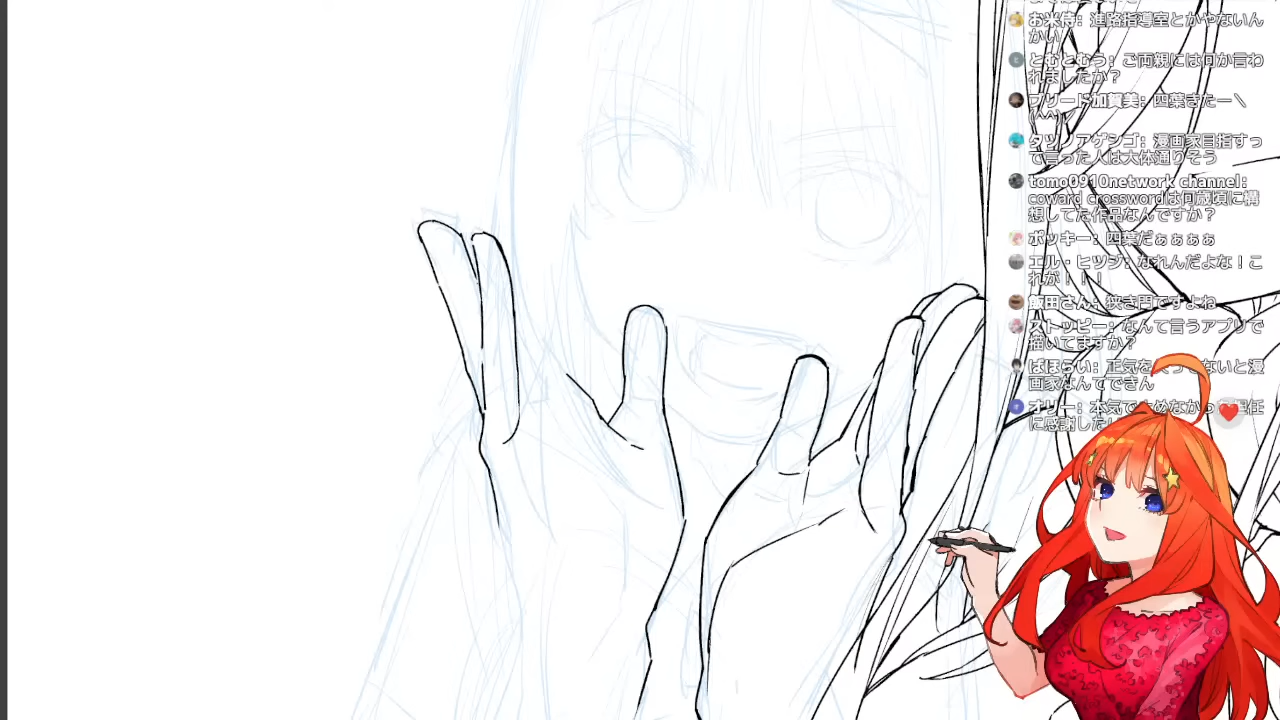 お米侍: 進路指導室とかやないん
かい
とむとむう: ご両親には何か言わ
れましたか?
ブリード加賀美: 四葉きたー＼
(^^)／
タツノアゲシゴ: 漫画家目指すっ
て言った人は大体通りそう
tomo0910network channel:
coward crosswordは何歳頃に構
想してた作品なんですか?
ポッキー: 四葉だぁぁぁぁ
エル・ヒツジ: なれんだよな！こ
れが！！！
飯田さん: 狭き門ですよね
ストッピー: なんて言うアプリで
描いてますか?
ぱほらい: 正気を
ないと漫
画家なんてできん
オリー: 本気で止めなかっ
担任
に感謝した